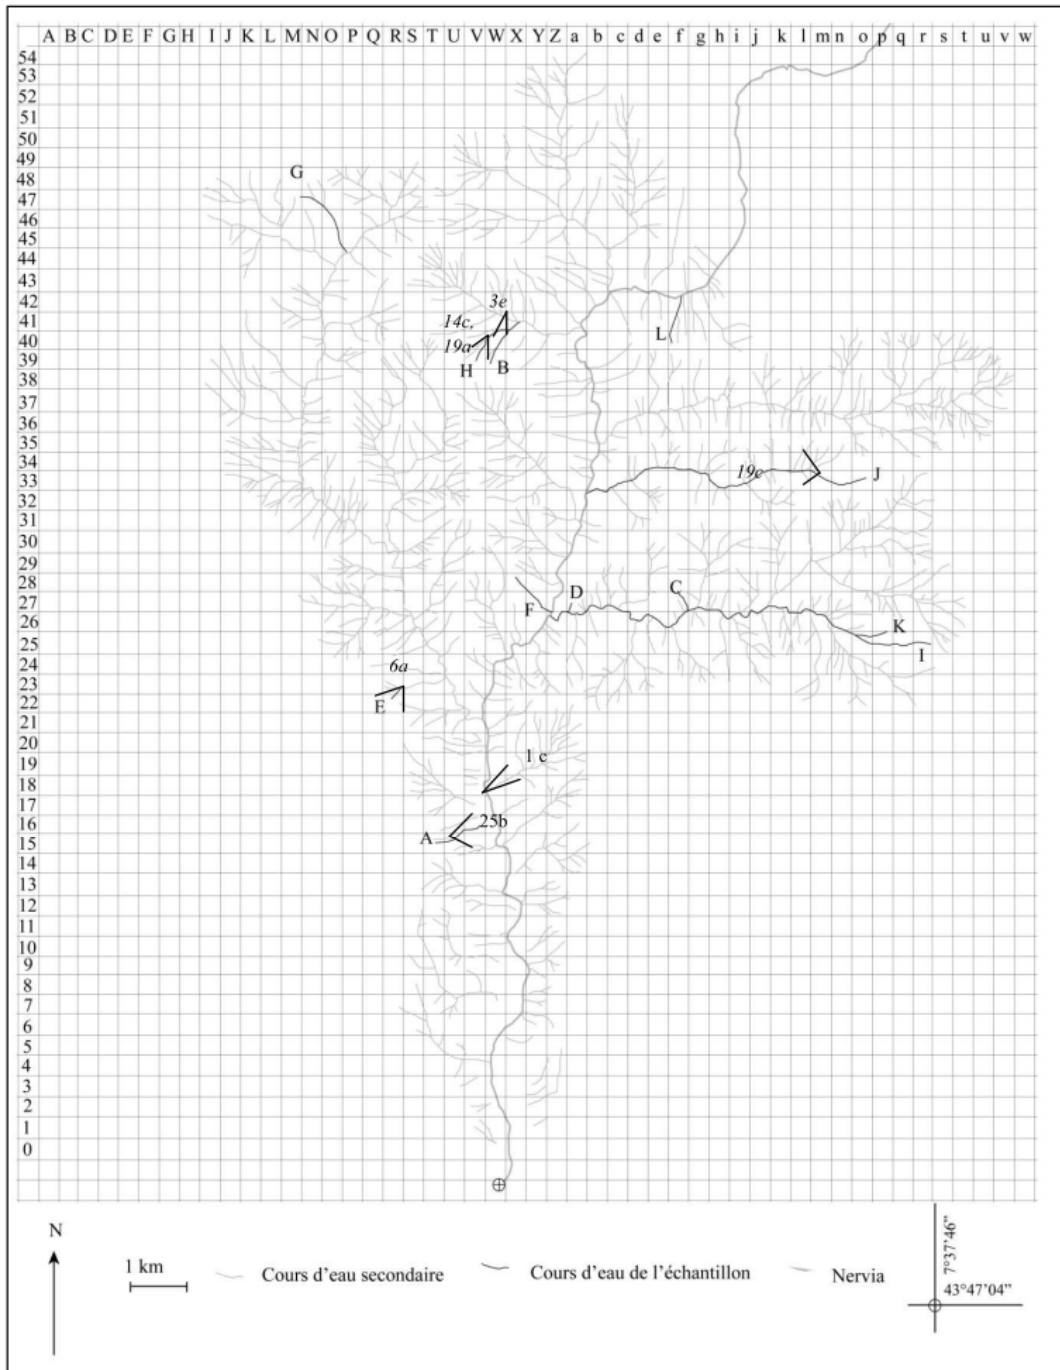 A B C D E F G H I J K L M N O P Q R S T U V W X Y Z a b c d e f g h i j k l m n o p q r s t u v w
54
53
52
51
50
49
48
47
46
45
44
43
42
41
40
39
38
37
36
35
34
33
32
31
30
29
28
27
26
25
24
23
22
21
20
19
18
17
16
15
14
13
12
11
10
9
8
7
6
5
4
3
2
1
0
G
3e
14c,
19a
H
B
L
19c
J
D
C
F
K
I
6a
E
1 c
25b
A
N
1 km
Cours d'eau secondaire
Cours d'eau de l'échantillon
Nervia
7°37'46"
43°47'04"